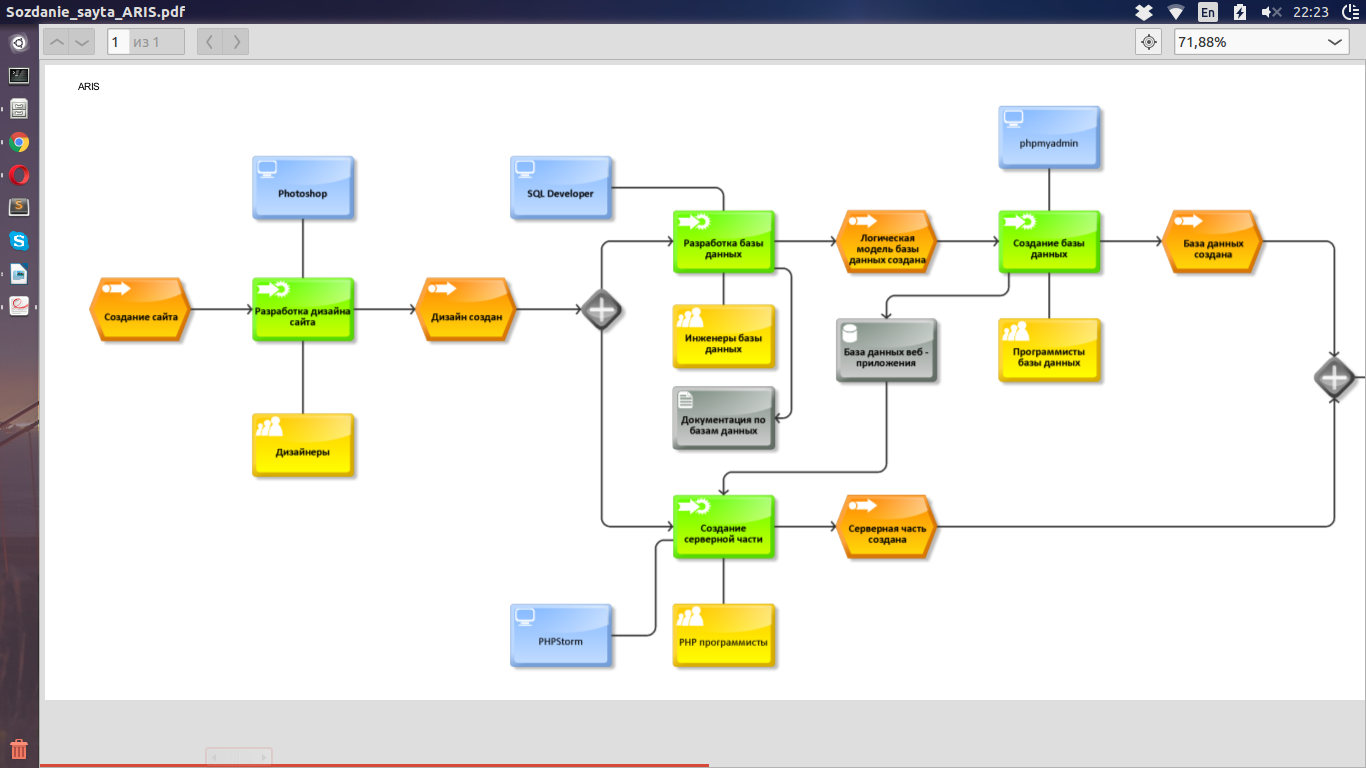 Sozdanie_sayta_ARIS.pdf
En
22:23
1
из 1
71,88%
ARIS
phpmyadmin
Photoshop
SQL Developer
Разработка базы
данных
Логическая
модель базы
данных создана
Создание базы
данных
База данных
создана
Создание сайта
Разработка дизайна
сайта
Дизайн создан
Инженеры базы
данных
База данных веб -
приложения
Программисты
базы данных
Документация по
базам данных
Дизайнеры
Создание
серверной части
Серверная часть
создана
PHPStorm
PHP программисты